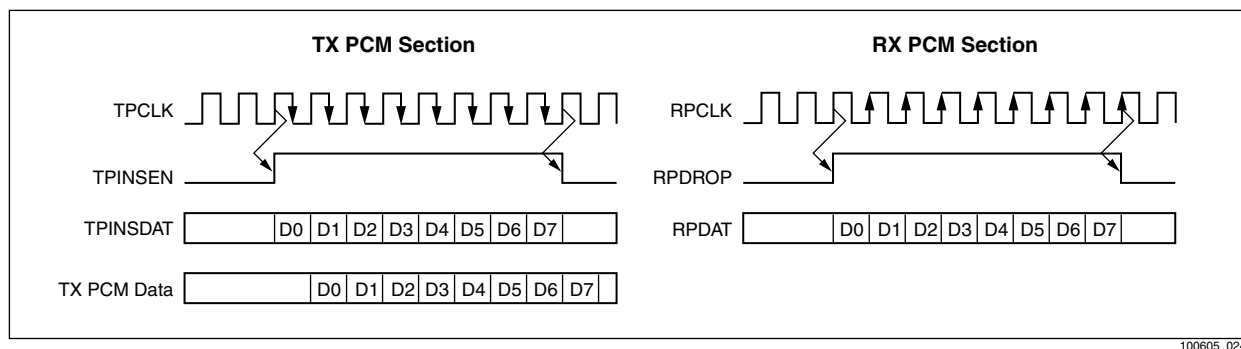 TX PCM Section
TPCLK
TPINSEN
TPINSDAT D0 D1 D2 D3 D4 D5 D6 D7
TX PCM Data D0 D1 D2 D3 D4 D5 D6 D7
RX PCM Section
RPCLK
RPDROP
RPDAT D0 D1 D2 D3 D4 D5 D6 D7